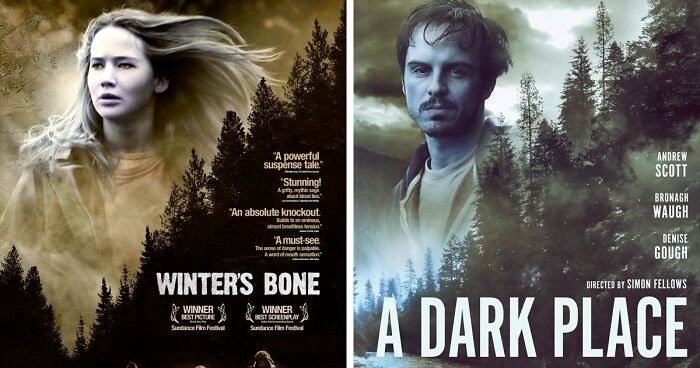 "A powerful
suspense tale."
"Stunning!
A gritty, mythic saga
about blood ties."
"An absolute knockout.
Builds to an ominous,
almost breathless tension."
"A must-see.
The sense of danger is palpable.
A word-of-mouth sensation."
WINTER'S BONE
WINNER
BEST PICTURE
Sundance Film Festival
WINNER
BEST SCREENPLAY
Sundance Film Festival
ANDREW
SCOTT
BRONAGH
WAUGH
DENISE
GOUGH
DIRECTED BY SIMON FELLOWS
A DARK PLACE